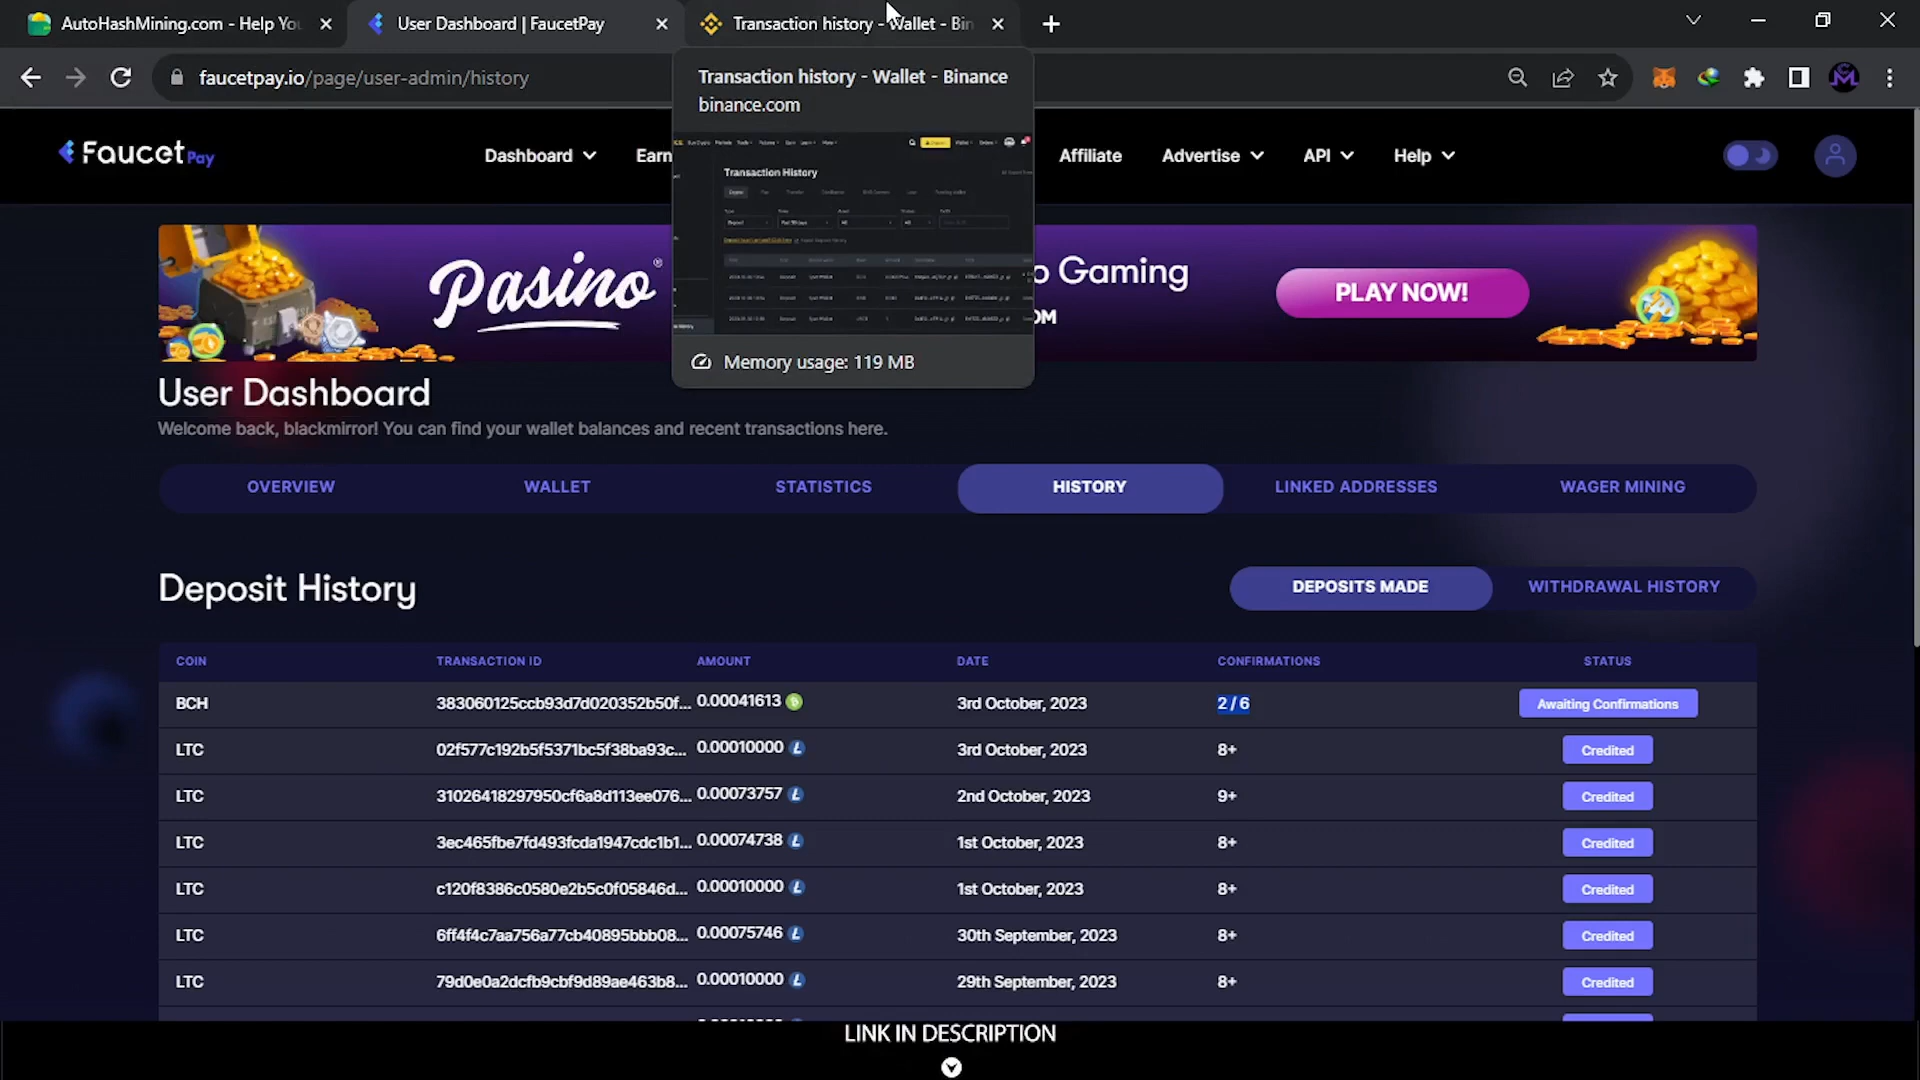 AutoHashMining.com - Help Yo
User Dashboard | FaucetPay
Transaction history - Wallet - Bin
faucetpay.io/page/user-admin/history
Transaction history - Wallet - Binance
binance.com
Transaction History
Memory usage: 119 MB
FaucetPay
Dashboard
Earn
Affiliate
Advertise
API
Help
Pasino®
o Gaming
OM
PLAY NOW!
User Dashboard
Welcome back, blackmirror! You can find your wallet balances and recent transactions here.
OVERVIEW
WALLET
STATISTICS
HISTORY
LINKED ADDRESSES
WAGER MINING
Deposit History
DEPOSITS MADE
WITHDRAWAL HISTORY
COIN TRANSACTION ID AMOUNT DATE CONFIRMATIONS STATUS
BCH 383060125ccb93d7d020352b50f... 0.00041613 3rd October, 2023 2 / 6 Awaiting Confirmations
LTC 02f577c192b5f5371bc5f38ba93c... 0.00010000 3rd October, 2023 8+ Credited
LTC 31026418297950cf6a8d113ee076... 0.00073757 2nd October, 2023 9+ Credited
LTC 3ec465fbe7fd493fcda1947cdc1b1... 0.00074738 1st October, 2023 8+ Credited
LTC c120f8386c0580e2b5c0f05846d... 0.00010000 1st October, 2023 8+ Credited
LTC 6ff4f4c7aa756a77cb40895bbb08... 0.00075746 30th September, 2023 8+ Credited
LTC 79d0e0a2dcfb9cbf9d89ae463b8... 0.00010000 29th September, 2023 8+ Credited
LINK IN DESCRIPTION